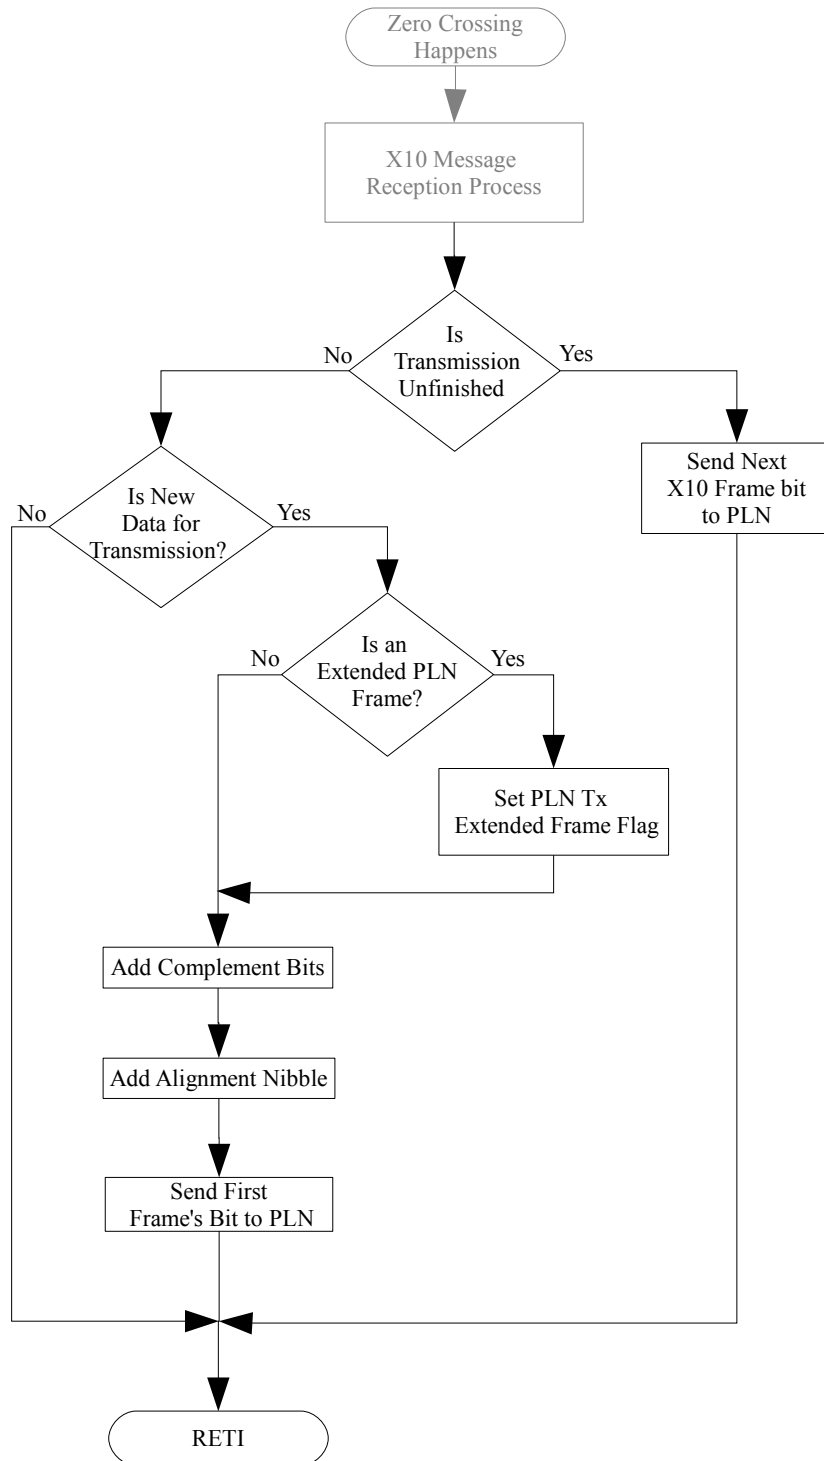 Zero Crossing
Happens
X10 Message
Reception Process
Is
Transmission
Unfinished
No
Yes
Send Next
X10 Frame bit
to PLN
Is New
Data for
Transmission?
No
Yes
Is an
Extended PLN
Frame?
No
Yes
Set PLN Tx
Extended Frame Flag
Add Complement Bits
Add Alignment Nibble
Send First
Frame's Bit to PLN
RETI